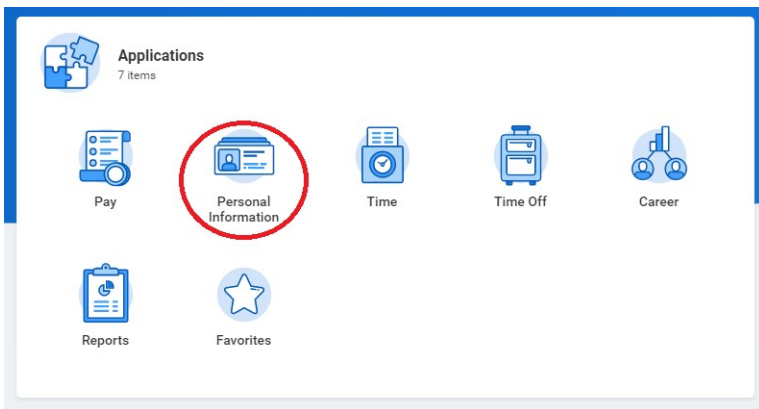 Applications
7 items
Pay
Personal
Information
Time
Time Off
Career
Reports
Favorites